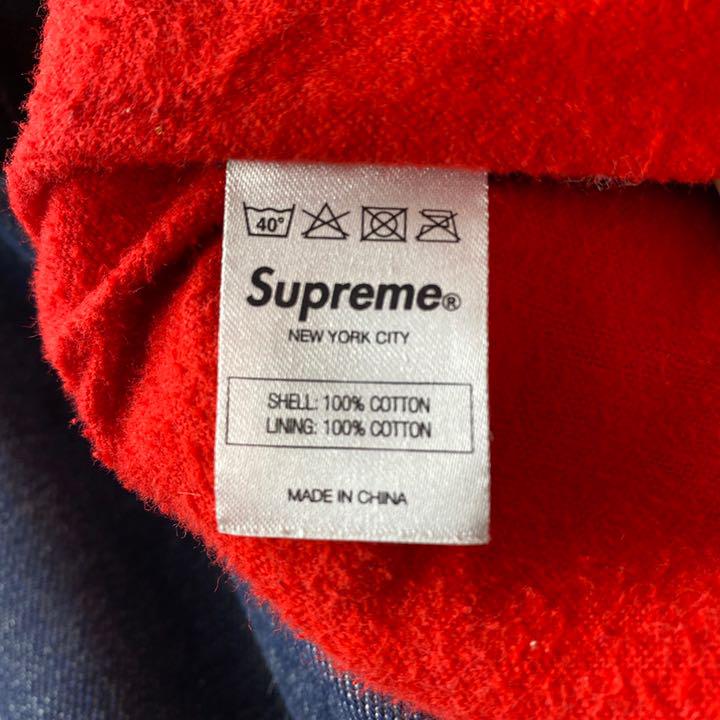 40°
Supreme®
NEW YORK CITY
SHELL: 100% COTTON
LINING: 100% COTTON
MADE IN CHINA